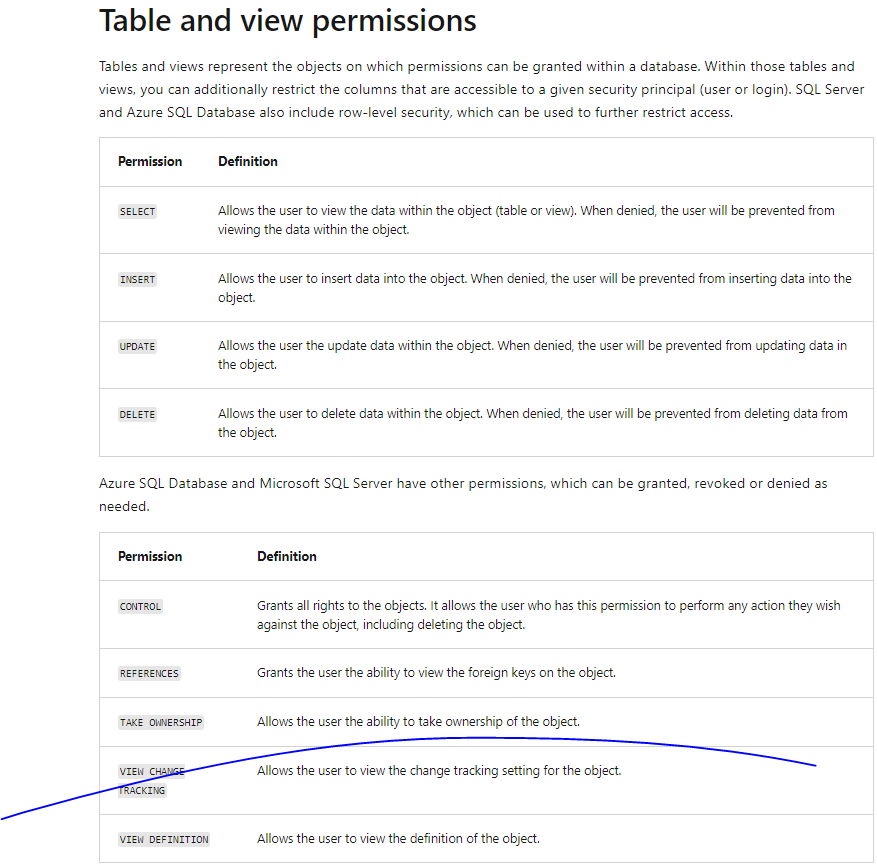 Table and view permissions
Tables and views represent the objects on which permissions can be granted within a database. Within those tables and
views, you can additionally restrict the columns that are accessible to a given security principal (user or login). SQL Server
and Azure SQL Database also include row-level security, which can be used to further restrict access.
Permission Definition
SELECT Allows the user to view the data within the object (table or view). When denied, the user will be prevented from
viewing the data within the object.
INSERT Allows the user to insert data into the object. When denied, the user will be prevented from inserting data into the
object.
UPDATE Allows the user the update data within the object. When denied, the user will be prevented from updating data in
the object.
DELETE Allows the user to delete data within the object. When denied, the user will be prevented from deleting data from
the object.
Azure SQL Database and Microsoft SQL Server have other permissions, which can be granted, revoked or denied as
needed.
Permission Definition
CONTROL Grants all rights to the objects. It allows the user who has this permission to perform any action they wish
against the object, including deleting the object.
REFERENCES Grants the user the ability to view the foreign keys on the object.
TAKE OWNERSHIP Allows the user the ability to take ownership of the object.
VIEW CHANGE Allows the user to view the change tracking setting for the object.
TRACKING
VIEW DEFINITION Allows the user to view the definition of the object.